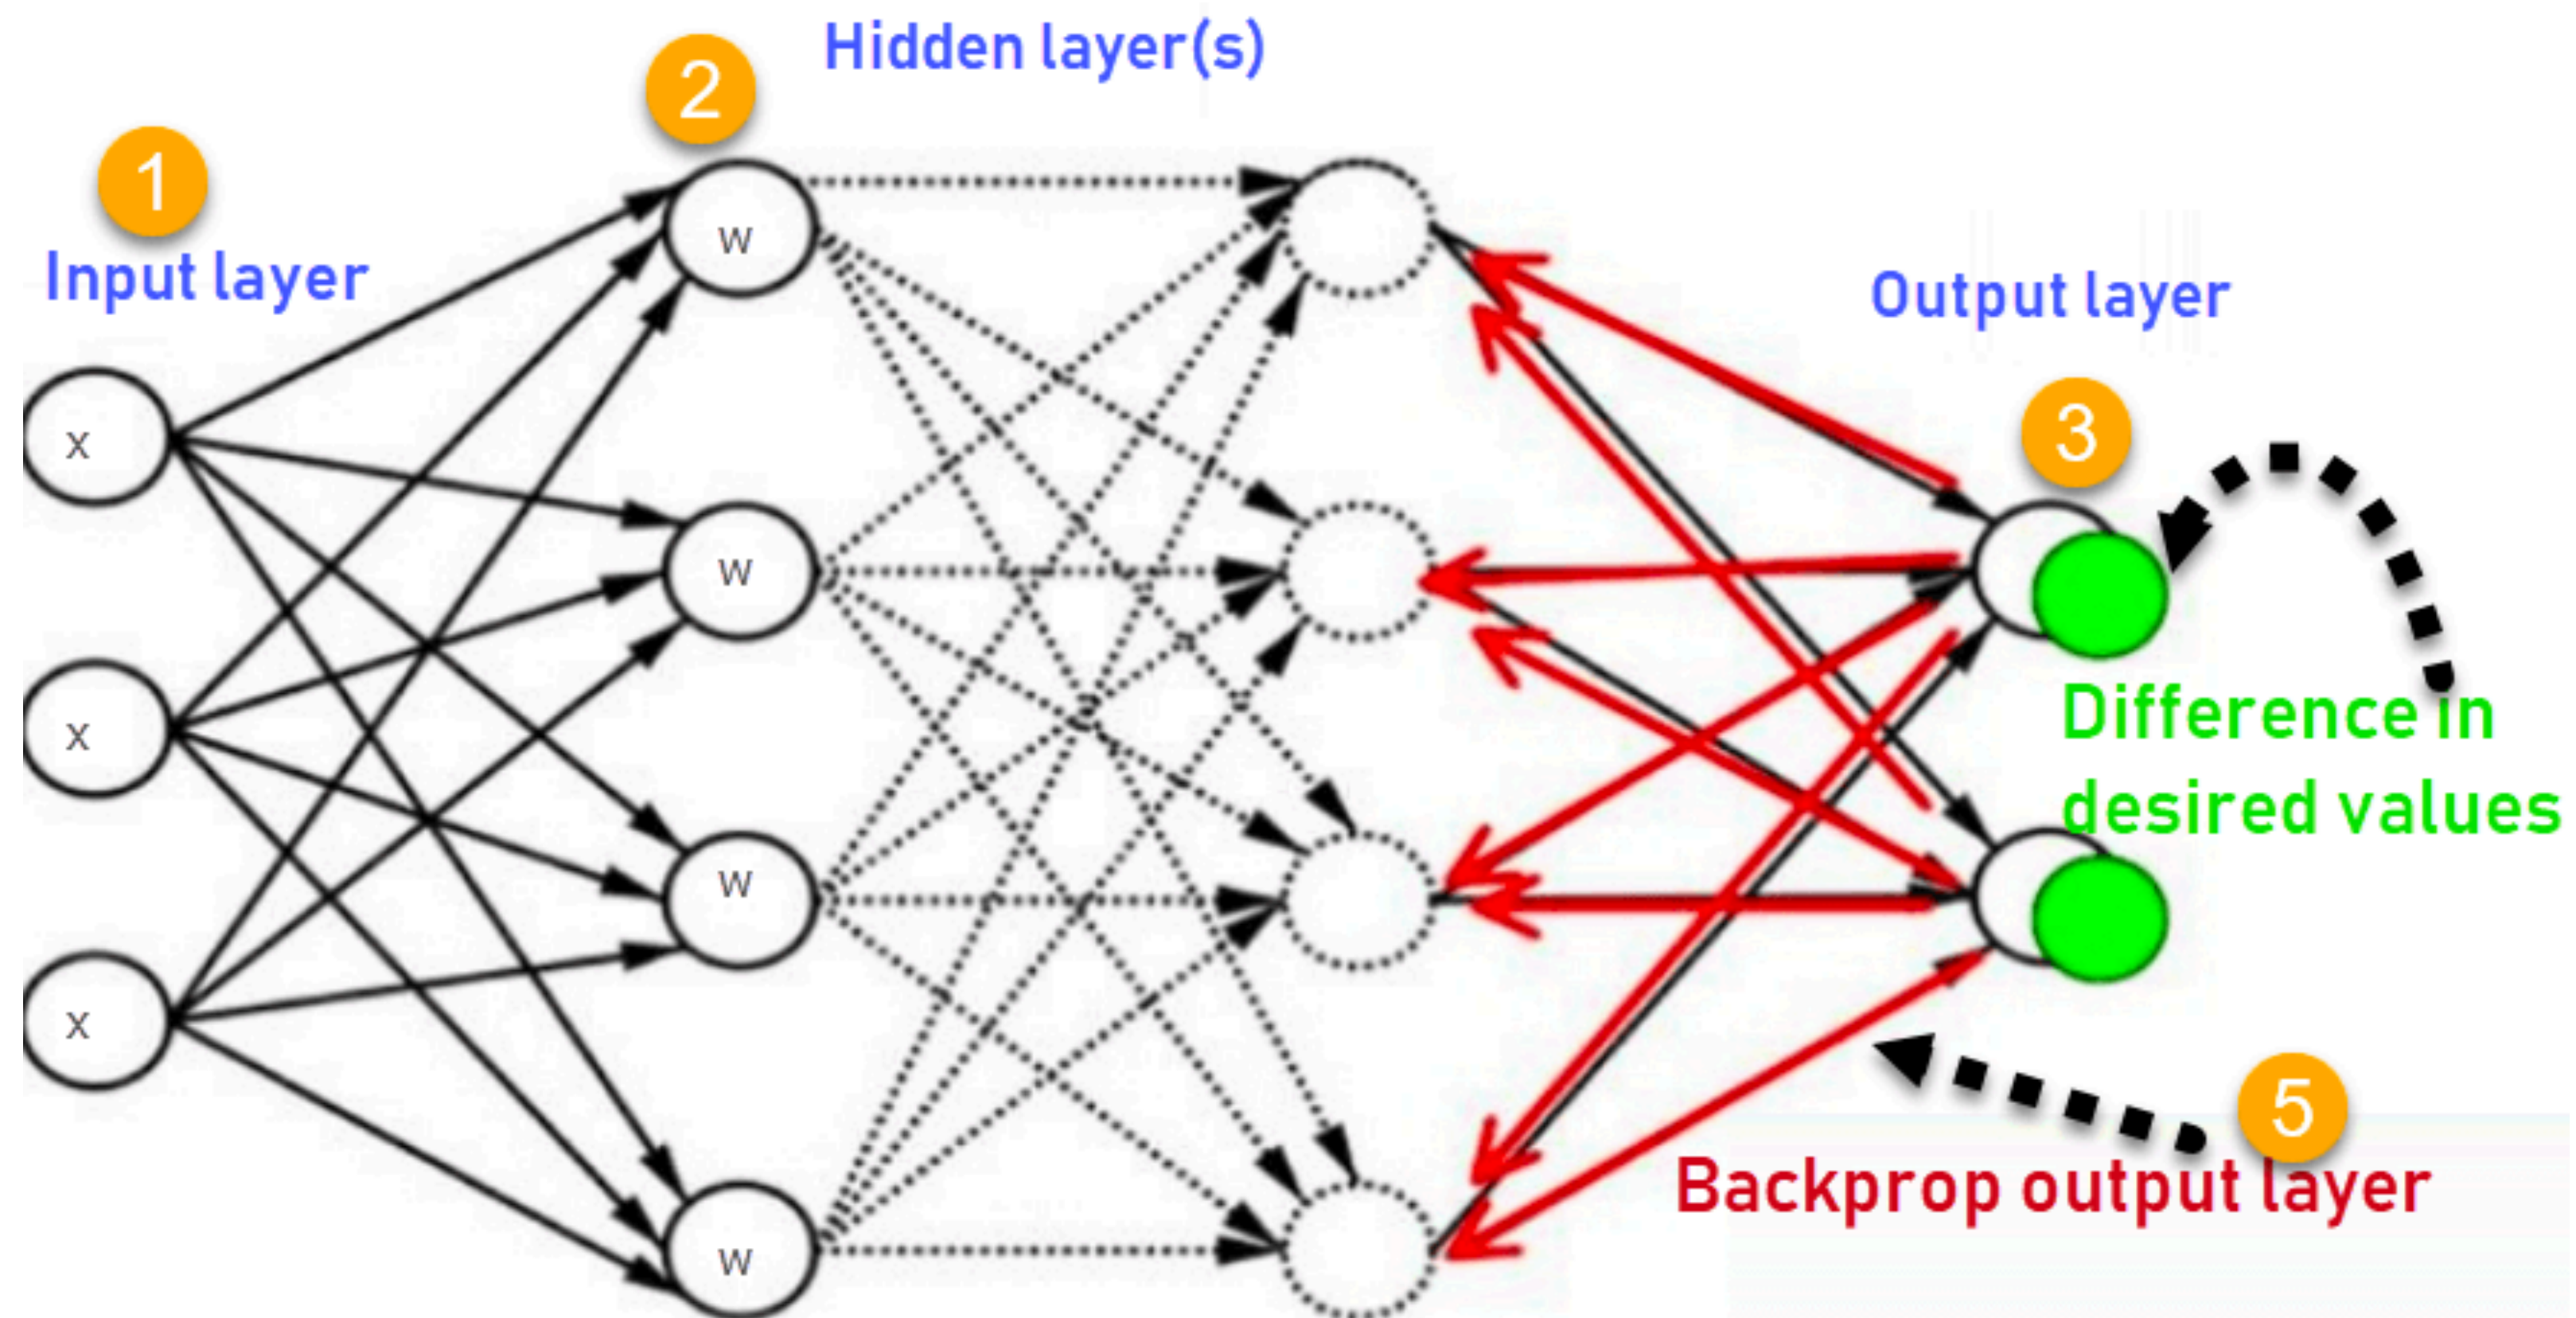 Hidden layer(s)
2
1
Input layer
Output layer
3
x
x
x
w
w
w
w
Difference in
desired values
5
Backprop output layer